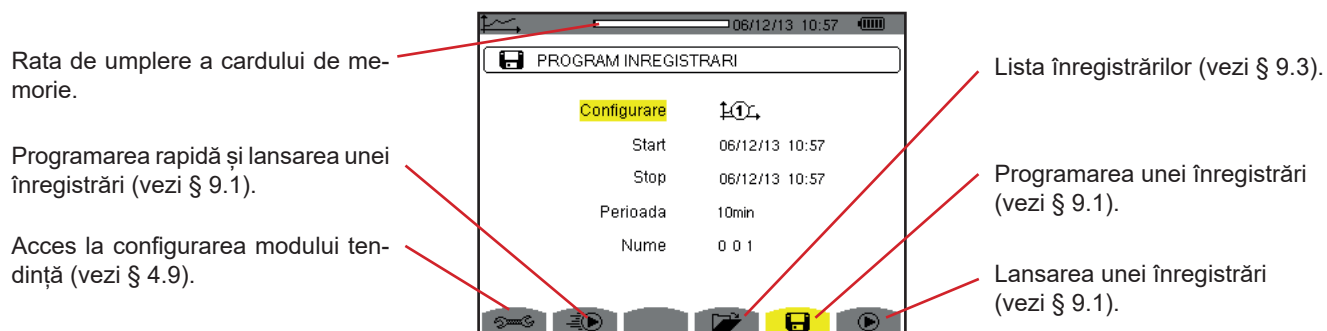 06/12/13 10:57
Rata de umplere a cardului de me-
morie.
Programarea rapidă și lansarea unei
înregistrări (vezi § 9.1).
Acces la configurarea modului ten-
dință (vezi § 4.9).
PROGRAM INREGISTRARI
Configurare 1
Start 06/12/13 10:57
Stop 06/12/13 10:57
Perioada 10min
Nume 0 0 1
Lista înregistrărilor (vezi § 9.3).
Programarea unei înregistrări
(vezi § 9.1).
Lansarea unei înregistrări
(vezi § 9.1).